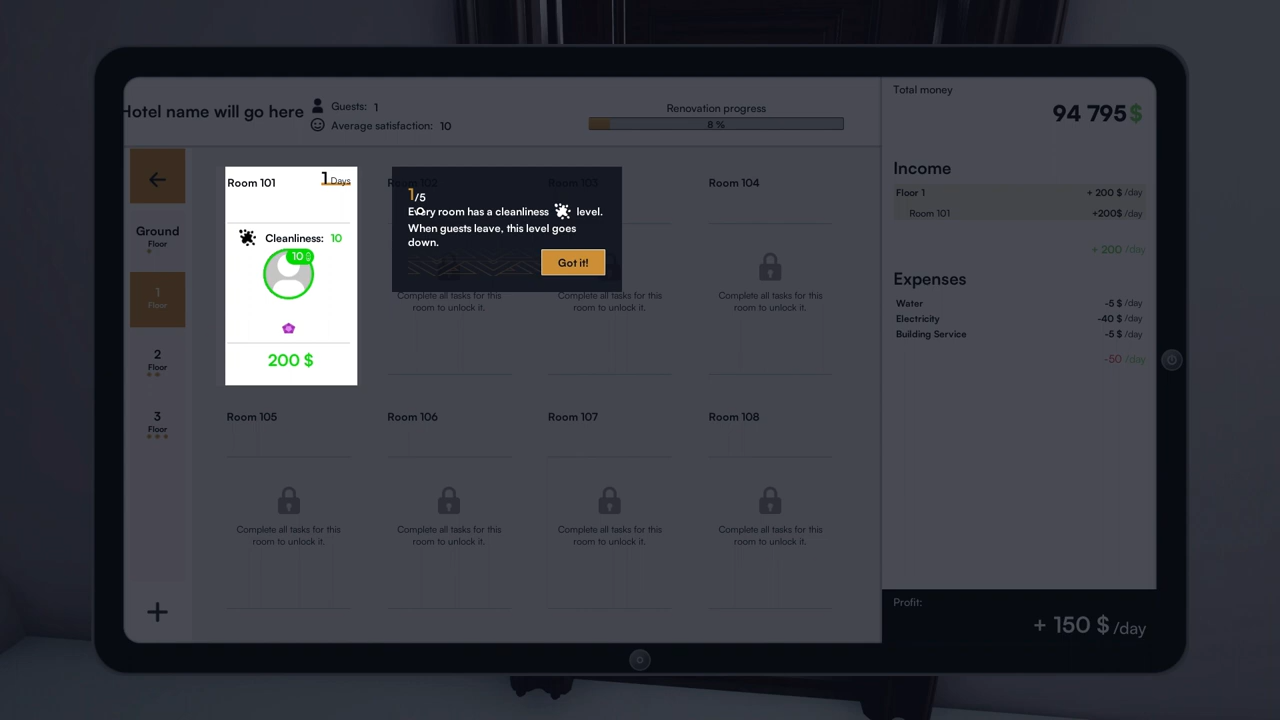 Hotel name will go here
Guests: 1
Average satisfaction: 10
Renovation progress
8 %
Total money
94 795 $
Ground
Floor
1
Floor
2
Floor
3
Floor
Room 101
1 Days
Cleanliness: 10
10
200 $
Room 102
Room 103
Room 104
1/5
Every room has a cleanliness level.
When guests leave, this level goes
down.
Got it!
Complete all tasks for this
room to unlock it.
Complete all tasks for this
room to unlock it.
Complete all tasks for this
room to unlock it.
Room 105
Room 106
Room 107
Room 108
Complete all tasks for this
room to unlock it.
Complete all tasks for this
room to unlock it.
Complete all tasks for this
room to unlock it.
Complete all tasks for this
room to unlock it.
Income
Floor 1 + 200 $ /day
Room 101 +200$ /day
+ 200 /day
Expenses
Water -5 $ /day
Electricity -40 $ /day
Building Service -5 $ /day
-50 /day
Profit:
+ 150 $ /day